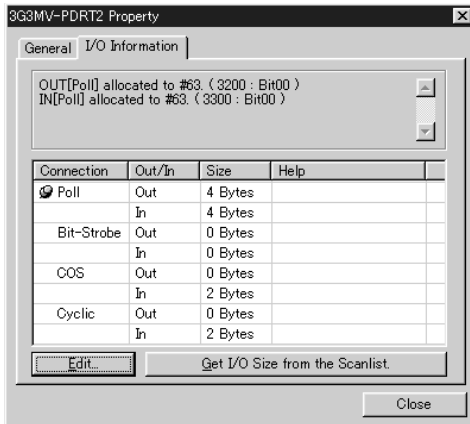 3G3MV-PDRT2 Property
General I/O Information
OUT[Poll] allocated to #63. ( 3200 : Bit00 )
IN[Poll] allocated to #63. ( 3300 : Bit00 )
Connection Out/In Size Help
Poll Out 4 Bytes
In 4 Bytes
Bit-Strobe Out 0 Bytes
In 0 Bytes
COS Out 0 Bytes
In 2 Bytes
Cyclic Out 0 Bytes
In 2 Bytes
Edit... Get I/O Size from the Scanlist.
Close